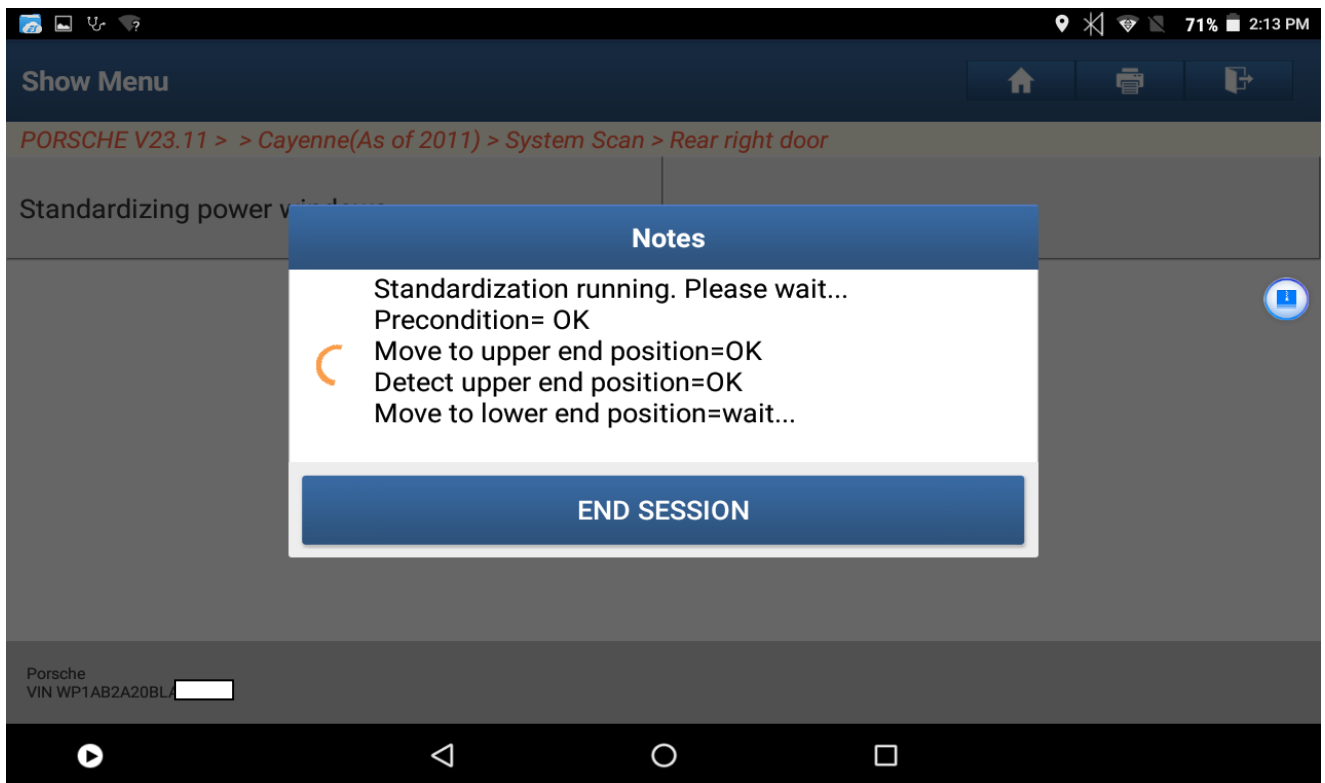 71% 2:13 PM
Show Menu
PORSCHE V23.11 > > Cayenne(As of 2011) > System Scan > Rear right door
Standardizing power
Notes
Standardization running. Please wait...
Precondition= OK
Move to upper end position=OK
Detect upper end position=OK
Move to lower end position=wait...
END SESSION
Porsche
VIN WP1AB2A20BLA